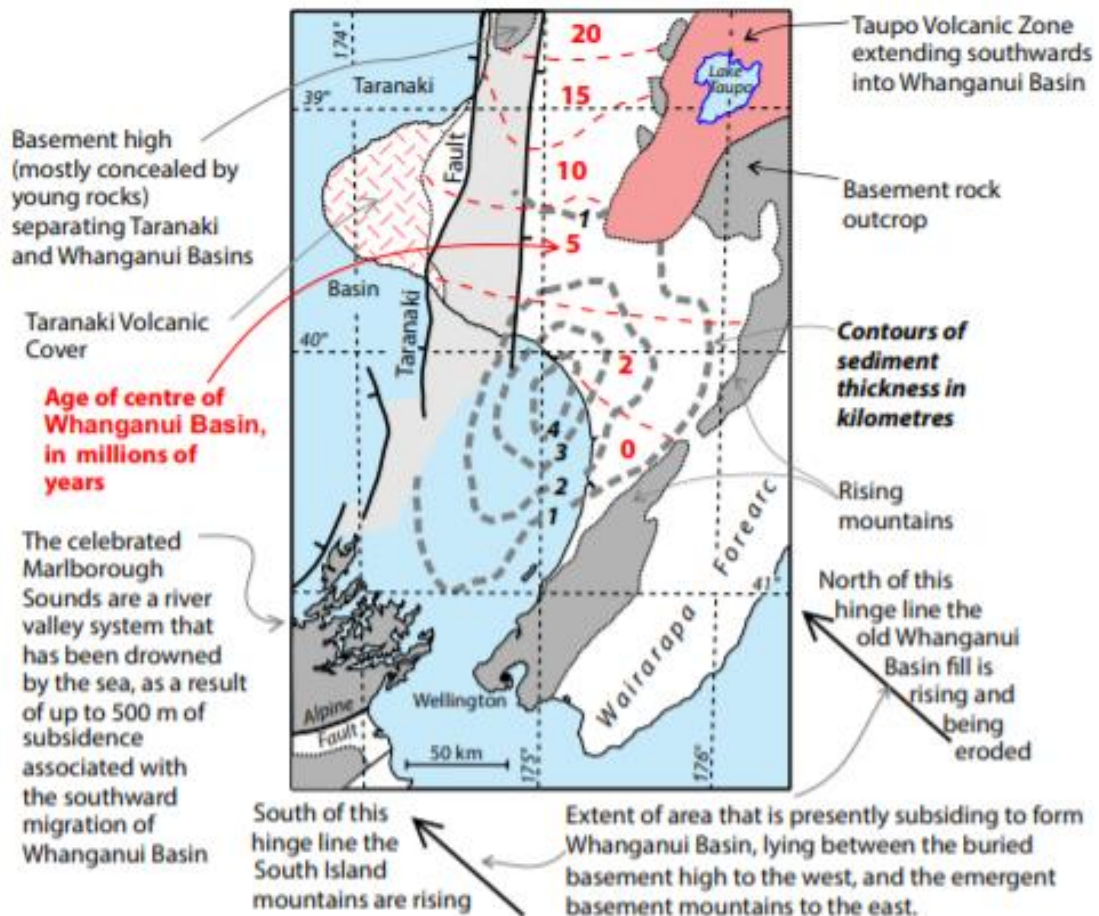 Taupo Volcanic Zone
extending southwards
into Whanganui Basin
Basement high
(mostly concealed by
young rocks)
separating Taranaki
and Whanganui Basins
Taranaki Volcanic
Cover
Age of centre of
Whanganui Basin,
in millions of
years
The celebrated
Marlborough
Sounds are a river
valley system that
has been drowned
by the sea, as a result
of up to 500 m of
subsidence
associated with
the southward
migration of
Whanganui Basin
174°
20
Lake
Taupo
Taranaki
39°
15
Fault
10
1
5
Basin
Taranaki
40°
2
4
3
2
1
0
Forearc
Wairarapa
41°
Wellington
Alpine
Fault
50 km
175°
176°
Basement rock
outcrop
Contours of
sediment
thickness in
kilometres
Rising
mountains
North of this
hinge line the
old Whanganui
Basin fill is
rising and
being
eroded
South of this
hinge line the
South Island
mountains are rising
Extent of area that is presently subsiding to form
Whanganui Basin, lying between the buried
basement high to the west, and the emergent
basement mountains to the east.